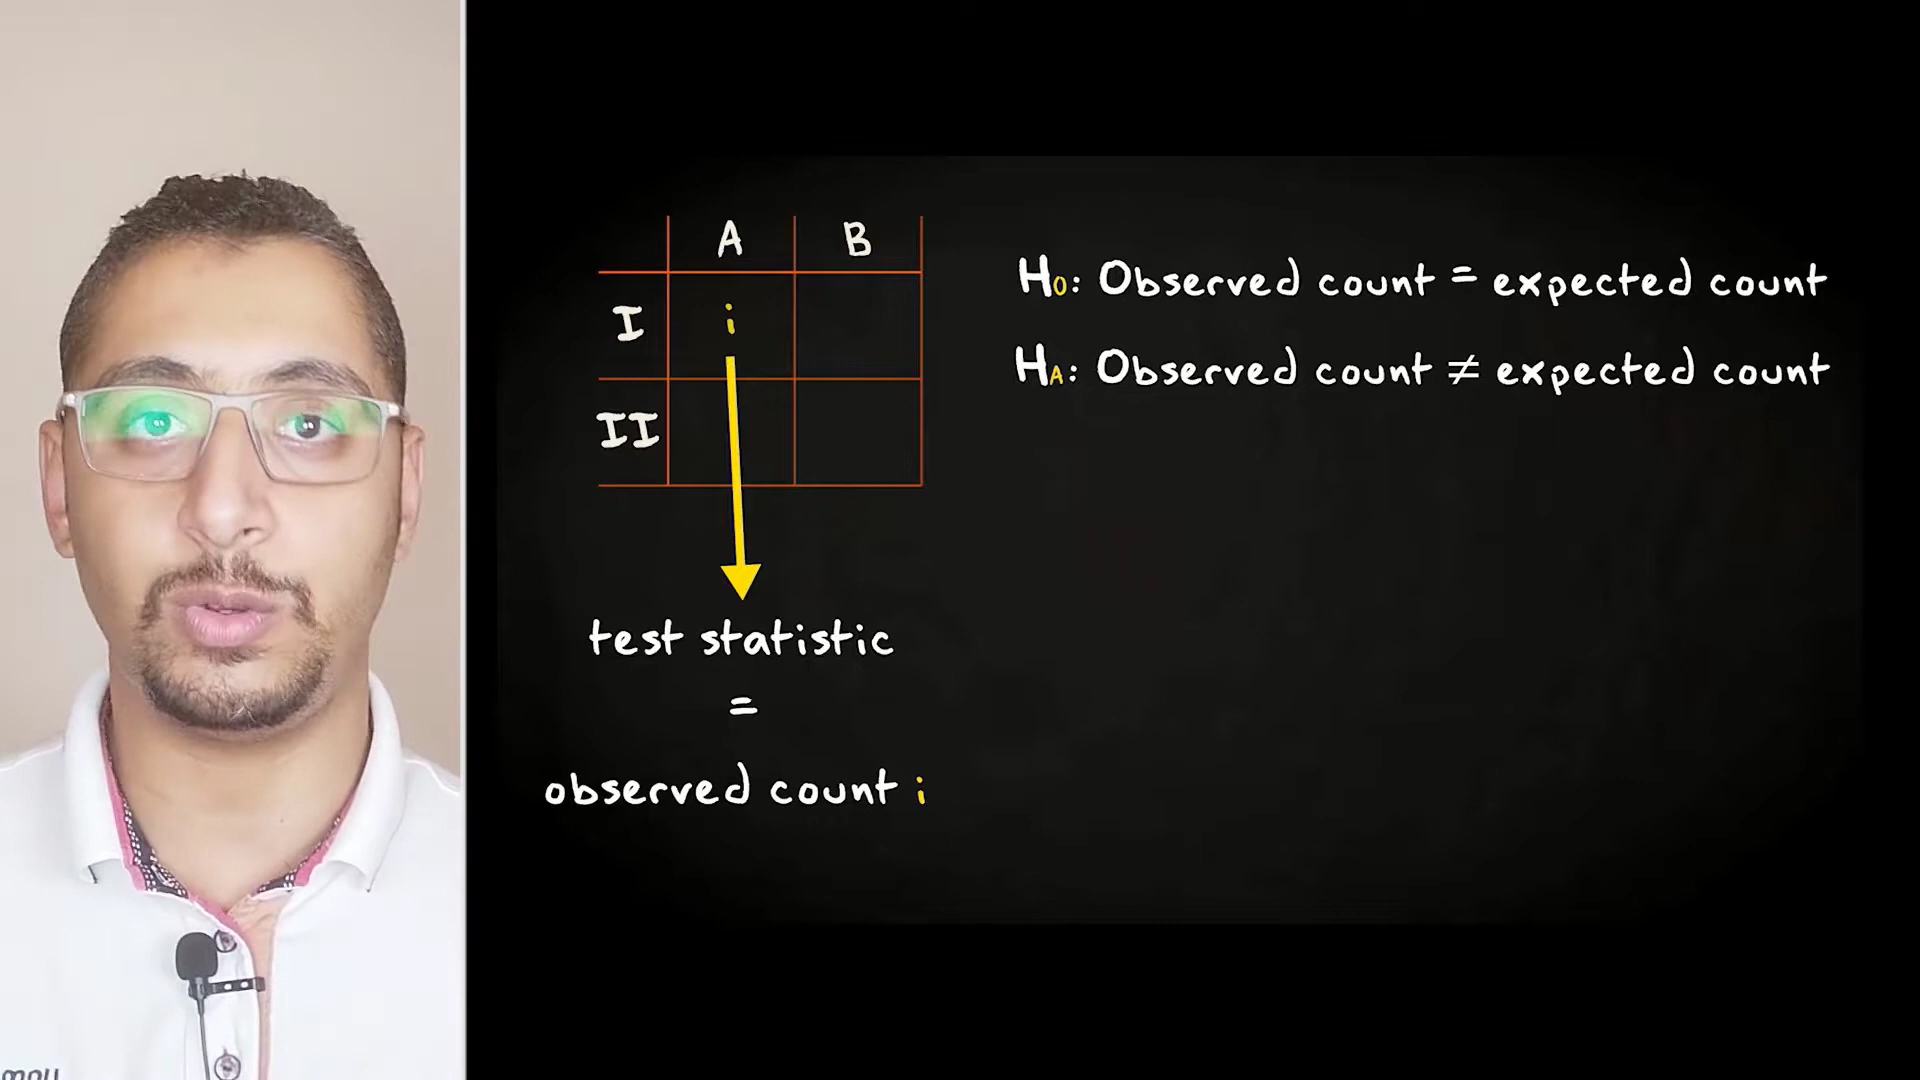 A B
I i
II
test statistic
=
observed count i
H0: Observed count = expected count
HA: Observed count ≠ expected count